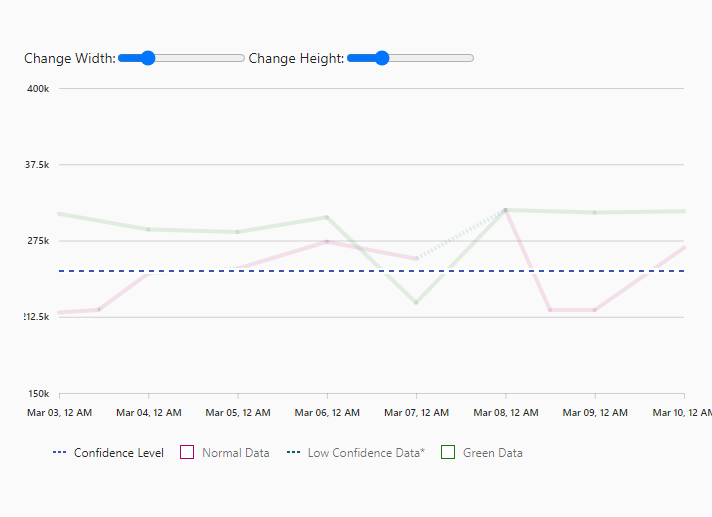 Change Width: Change Height:
400k
37.5k
275k
212.5k
150k
Mar 03, 12 AM Mar 04, 12 AM Mar 05, 12 AM Mar 06, 12 AM Mar 07, 12 AM Mar 08, 12 AM Mar 09, 12 AM Mar 10, 12 AM
Confidence Level Normal Data Low Confidence Data* Green Data